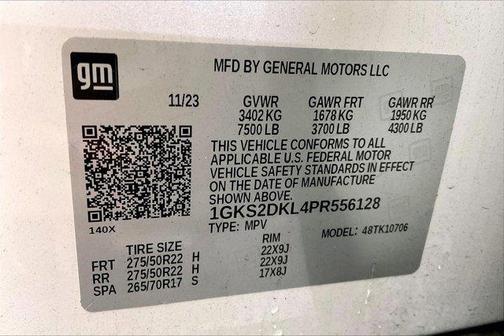 gm
MFD BY GENERAL MOTORS LLC
11/23 GVWR GAWR FRT GAWR RR
3402 KG 1678 KG 1950 KG
7500 LB 3700 LB 4300 LB
THIS VEHICLE CONFORMS TO ALL
APPLICABLE U.S. FEDERAL MOTOR
VEHICLE SAFETY STANDARDS IN EFFECT
ON THE DATE OF MANUFACTURE
SHOWN ABOVE.
1GKS2DKL4PR556128
140X TYPE: MPV MODEL: 48TK10706
TIRE SIZE RIM
FRT 275/50R22 H 22X9J
RR 275/50R22 H 22X9J
SPA 265/70R17 S 17X8J